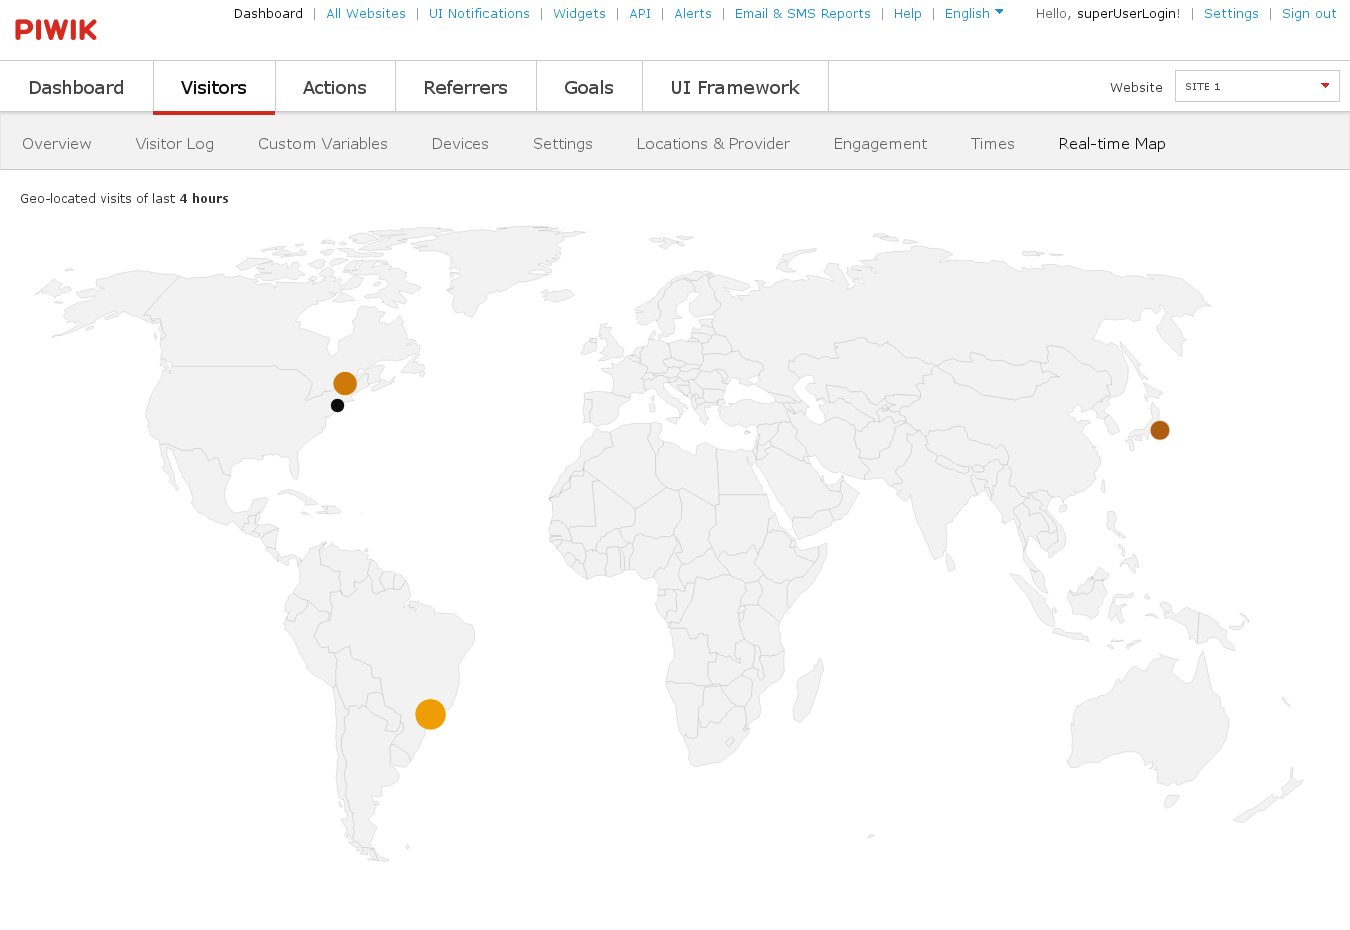 Dashboard | All Websites | UI Notifications | Widgets | API | Alerts | Email & SMS Reports | Help | English Hello, superUserLogin! | Settings | Sign out
PIWIK
Dashboard Visitors Actions Referrers Goals UI Framework Website SITE 1
Overview Visitor Log Custom Variables Devices Settings Locations & Provider Engagement Times Real-time Map
Geo-located visits of last 4 hours